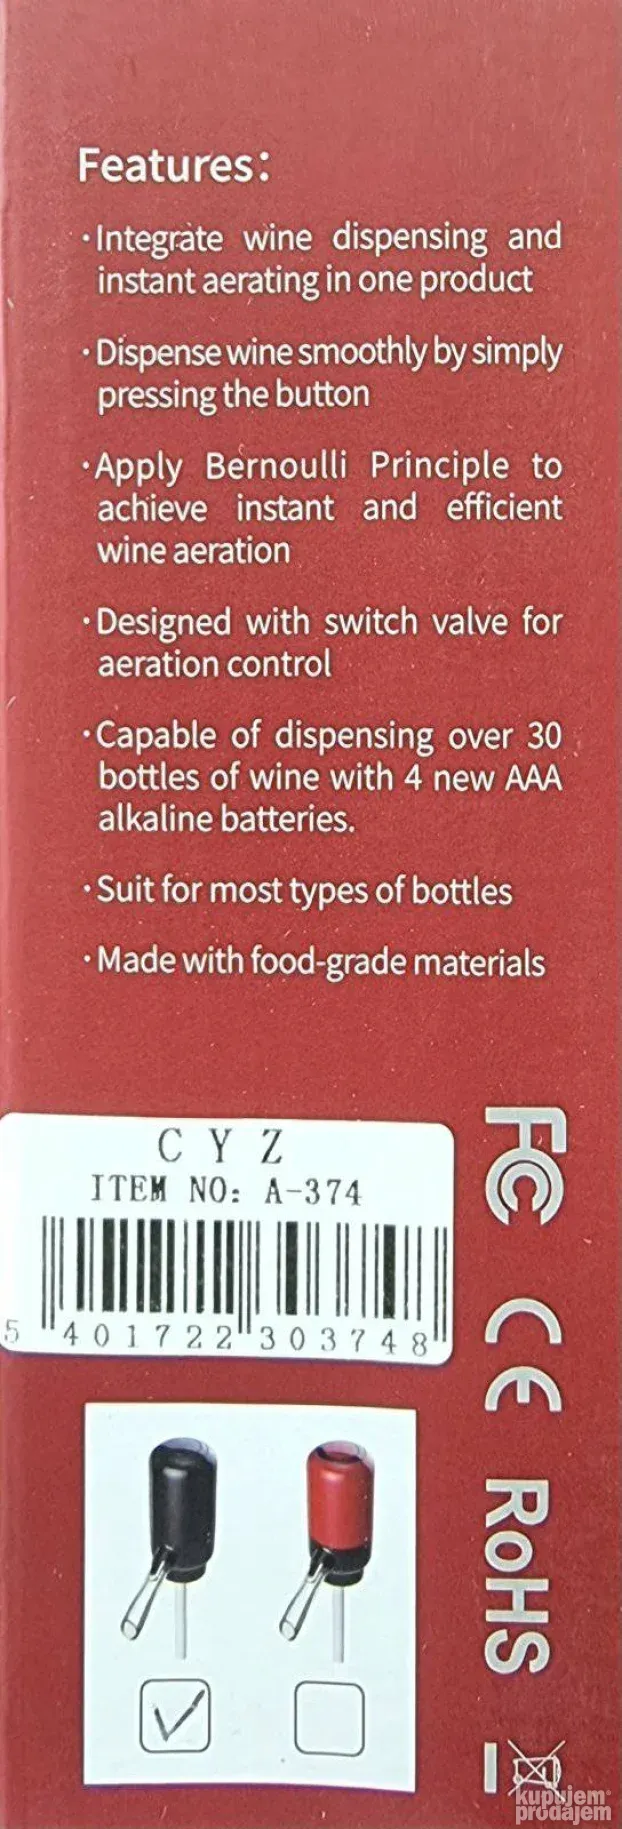 Features:
·Integrate wine dispensing and
instant aerating in one product
·Dispense wine smoothly by simply
pressing the button
·Apply Bernoulli Principle to
achieve instant and efficient
wine aeration
·Designed with switch valve for
aeration control
·Capable of dispensing over 30
bottles of wine with 4 new AAA
alkaline batteries.
·Suit for most types of bottles
·Made with food-grade materials
C Y Z
ITEM NO: A-374
5 401722 303748
FC
CE
RoHS
kupujem
prodajem